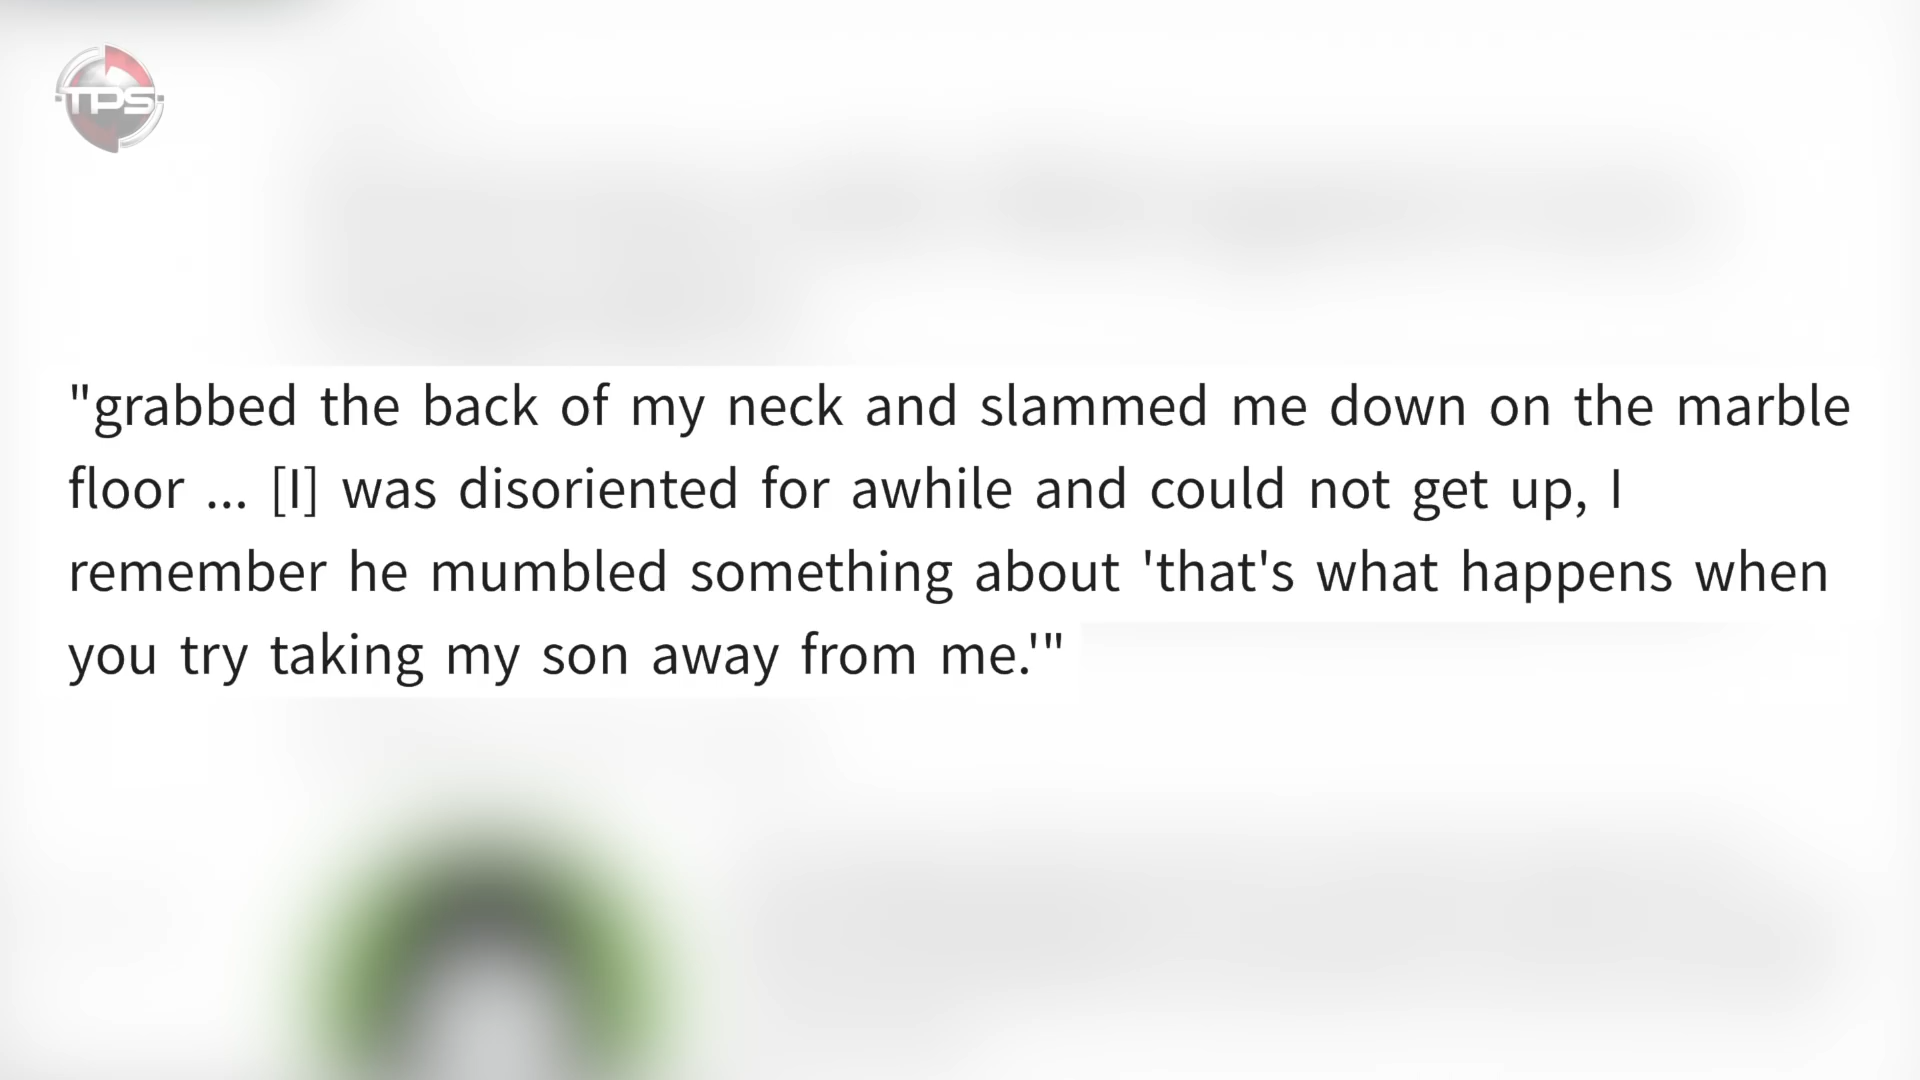 TPS
"grabbed the back of my neck and slammed me down on the marble
floor ... [I] was disoriented for awhile and could not get up, I
remember he mumbled something about 'that's what happens when
you try taking my son away from me.'"